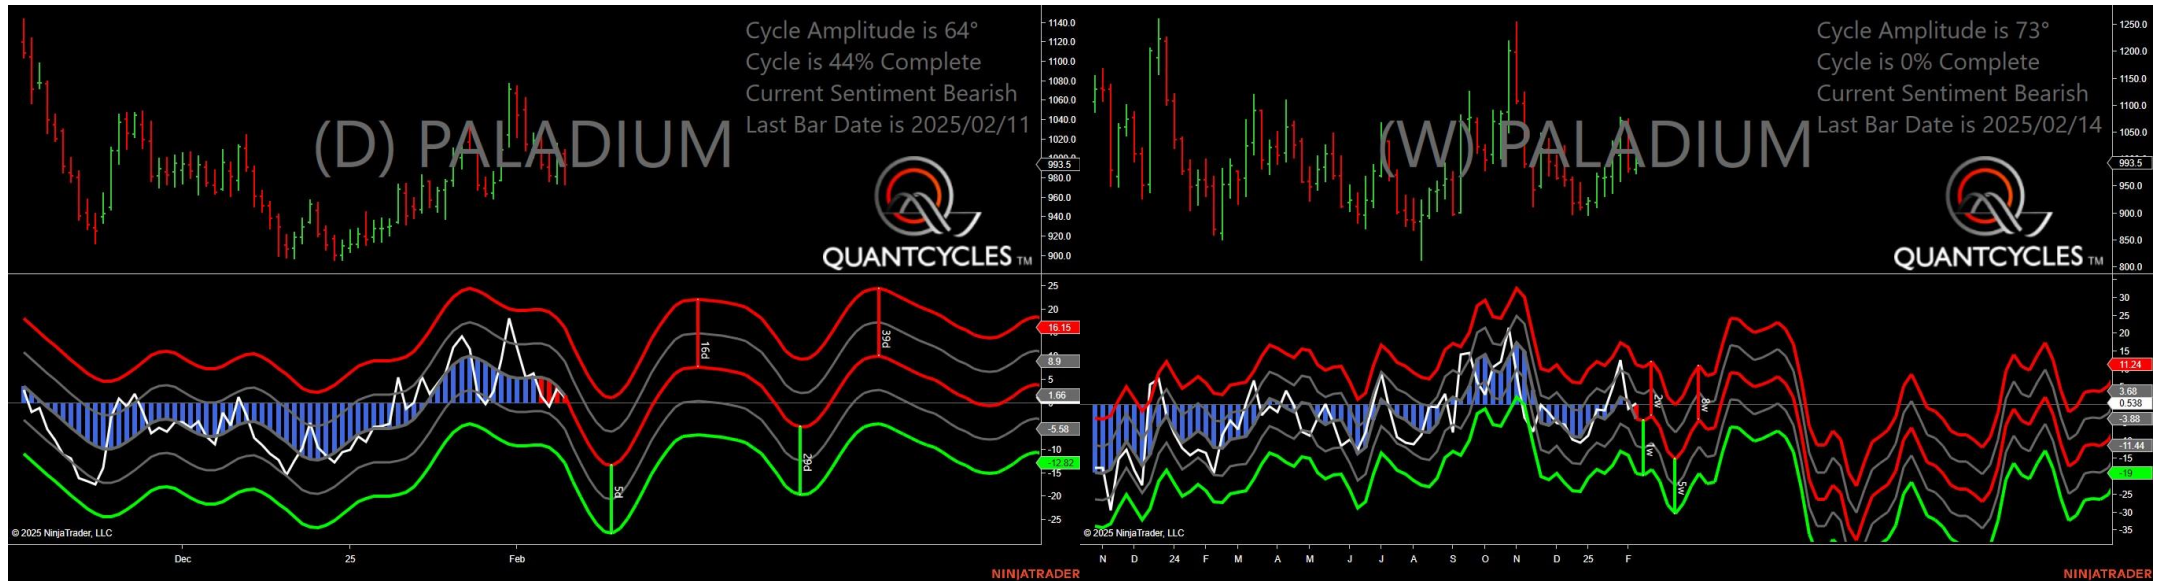 Cycle Amplitude is 64°
Cycle is 44% Complete
Current Sentiment Bearish
Last Bar Date is 2025/02/11
(D) PALADIUM
QUANTCYCLES TM
1140.0
1120.0
1100.0
1080.0
1060.0
1040.0
1020.0
993.5
980.0
960.0
940.0
920.0
900.0
25
20
16.15
8.9
5
1.66
-5.58
-10
-12.82
-15
-20
-25
5d
16d
29d
39d
© 2025 NinjaTrader, LLC
Dec 25 Feb
NINJATRADER
Cycle Amplitude is 73°
Cycle is 0% Complete
Current Sentiment Bearish
Last Bar Date is 2025/02/14
(W) PALADIUM
QUANTCYCLES TM
1250.0
1200.0
1150.0
1100.0
1050.0
993.5
950.0
900.0
850.0
800.0
30
25
20
15
11.24
3.68
0.538
-3.88
-11.44
-15
-19
-25
-30
-35
1w
2w
5w
8w
© 2025 NinjaTrader, LLC
N D 24 F M A M J J A S O N D 25 F
NINJATRADER